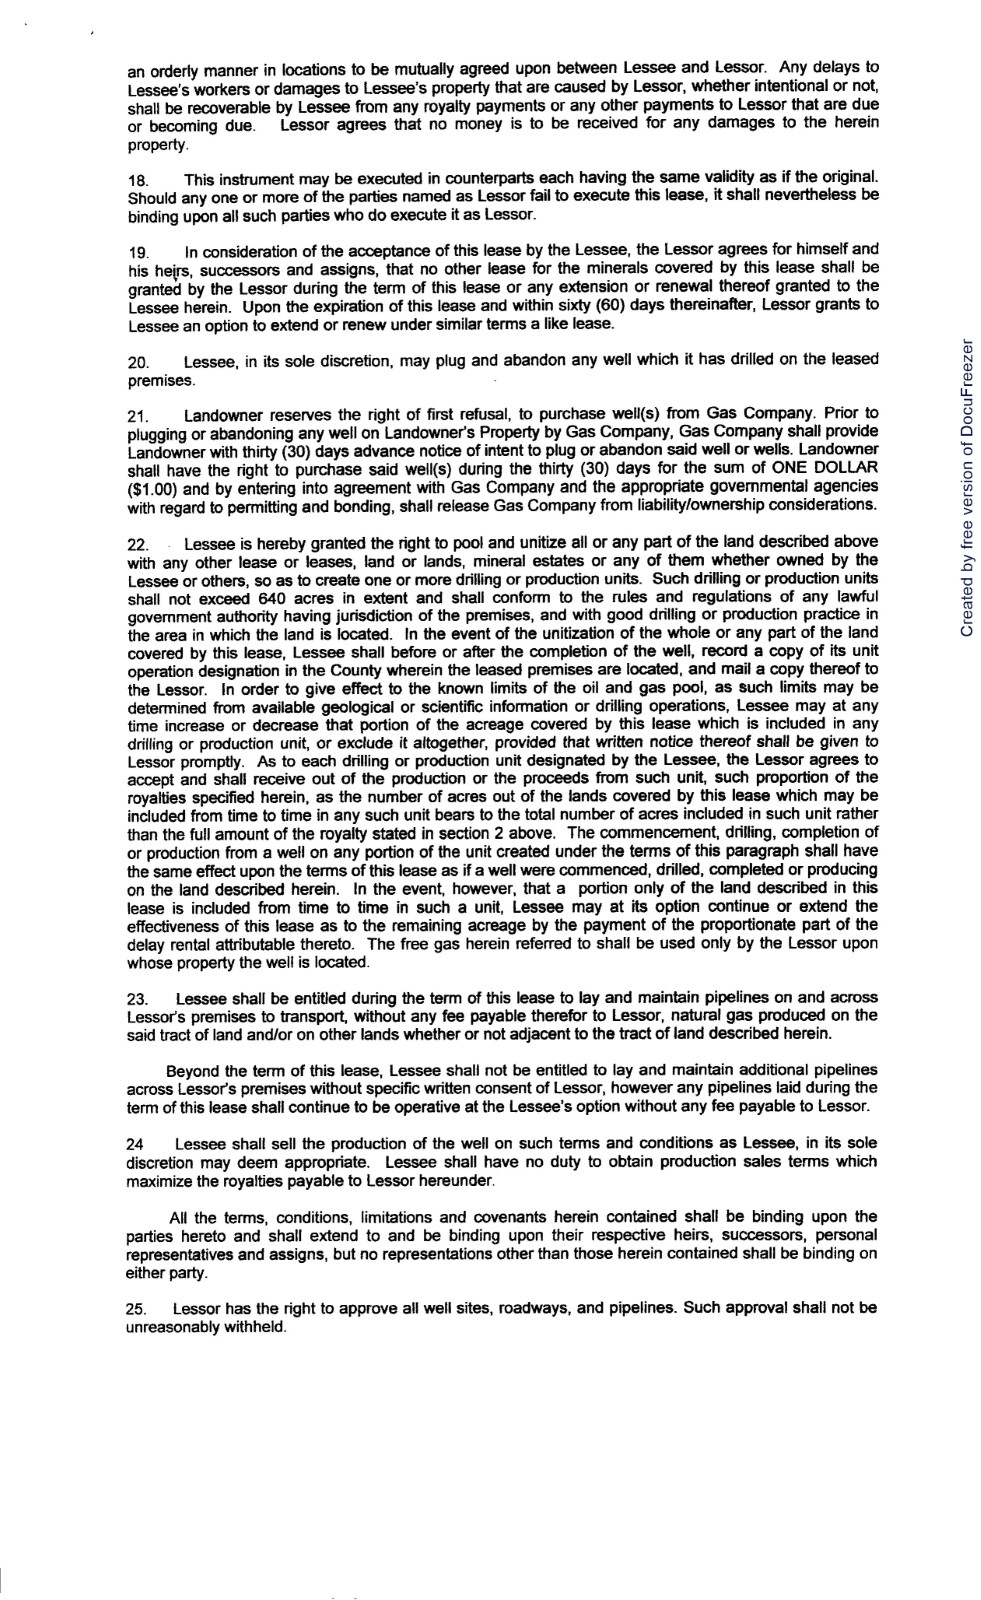 an orderly manner in locations to be mutually agreed upon between Lessee and Lessor. Any delays to
Lessee's workers or damages to Lessee's property that are caused by Lessor, whether intentional or not,
shall be recoverable by Lessee from any royalty payments or any other payments to Lessor that are due
or becoming due. Lessor agrees that no money is to be received for any damages to the herein
property.
18. This instrument may be executed in counterparts each having the same validity as if the original.
Should any one or more of the parties named as Lessor fail to execute this lease, it shall nevertheless be
binding upon all such parties who do execute it as Lessor.
19. In consideration of the acceptance of this lease by the Lessee, the Lessor agrees for himself and
his heirs, successors and assigns, that no other lease for the minerals covered by this lease shall be
granted by the Lessor during the term of this lease or any extension or renewal thereof granted to the
Lessee herein. Upon the expiration of this lease and within sixty (60) days thereinafter, Lessor grants to
Lessee an option to extend or renew under similar terms a like lease.
20. Lessee, in its sole discretion, may plug and abandon any well which it has drilled on the leased
premises.
21. Landowner reserves the right of first refusal, to purchase well(s) from Gas Company. Prior to
plugging or abandoning any well on Landowner's Property by Gas Company, Gas Company shall provide
Landowner with thirty (30) days advance notice of intent to plug or abandon said well or wells. Landowner
shall have the right to purchase said well(s) during the thirty (30) days for the sum of ONE DOLLAR
($1.00) and by entering into agreement with Gas Company and the appropriate governmental agencies
with regard to permitting and bonding, shall release Gas Company from liability/ownership considerations.
22. Lessee is hereby granted the right to pool and unitize all or any part of the land described above
with any other lease or leases, land or lands, mineral estates or any of them whether owned by the
Lessee or others, so as to create one or more drilling or production units. Such drilling or production units
shall not exceed 640 acres in extent and shall conform to the rules and regulations of any lawful
government authority having jurisdiction of the premises, and with good drilling or production practice in
the area in which the land is located. In the event of the unitization of the whole or any part of the land
covered by this lease, Lessee shall before or after the completion of the well, record a copy of its unit
operation designation in the County wherein the leased premises are located, and mail a copy thereof to
the Lessor. In order to give effect to the known limits of the oil and gas pool, as such limits may be
determined from available geological or scientific information or drilling operations, Lessee may at any
time increase or decrease that portion of the acreage covered by this lease which is included in any
drilling or production unit, or exclude it altogether, provided that written notice thereof shall be given to
Lessor promptly. As to each drilling or production unit designated by the Lessee, the Lessor agrees to
accept and shall receive out of the production or the proceeds from such unit, such proportion of the
royalties specified herein, as the number of acres out of the lands covered by this lease which may be
included from time to time in any such unit bears to the total number of acres included in such unit rather
than the full amount of the royalty stated in section 2 above. The commencement, drilling, completion of
or production from a well on any portion of the unit created under the terms of this paragraph shall have
the same effect upon the terms of this lease as if a well were commenced, drilled, completed or producing
on the land described herein. In the event, however, that a portion only of the land described in this
lease is included from time to time in such a unit, Lessee may at its option continue or extend the
effectiveness of this lease as to the remaining acreage by the payment of the proportionate part of the
delay rental attributable thereto. The free gas herein referred to shall be used only by the Lessor upon
whose property the well is located.
23. Lessee shall be entitled during the term of this lease to lay and maintain pipelines on and across
Lessor's premises to transport, without any fee payable therefor to Lessor, natural gas produced on the
said tract of land and/or on other lands whether or not adjacent to the tract of land described herein.
Beyond the term of this lease, Lessee shall not be entitled to lay and maintain additional pipelines
across Lessor's premises without specific written consent of Lessor, however any pipelines laid during the
term of this lease shall continue to be operative at the Lessee's option without any fee payable to Lessor.
24 Lessee shall sell the production of the well on such terms and conditions as Lessee, in its sole
discretion may deem appropriate. Lessee shall have no duty to obtain production sales terms which
maximize the royalties payable to Lessor hereunder.
All the terms, conditions, limitations and covenants herein contained shall be binding upon the
parties hereto and shall extend to and be binding upon their respective heirs, successors, personal
representatives and assigns, but no representations other than those herein contained shall be binding on
either party.
25. Lessor has the right to approve all well sites, roadways, and pipelines. Such approval shall not be
unreasonably withheld.
Created by free version of DocuFreezer